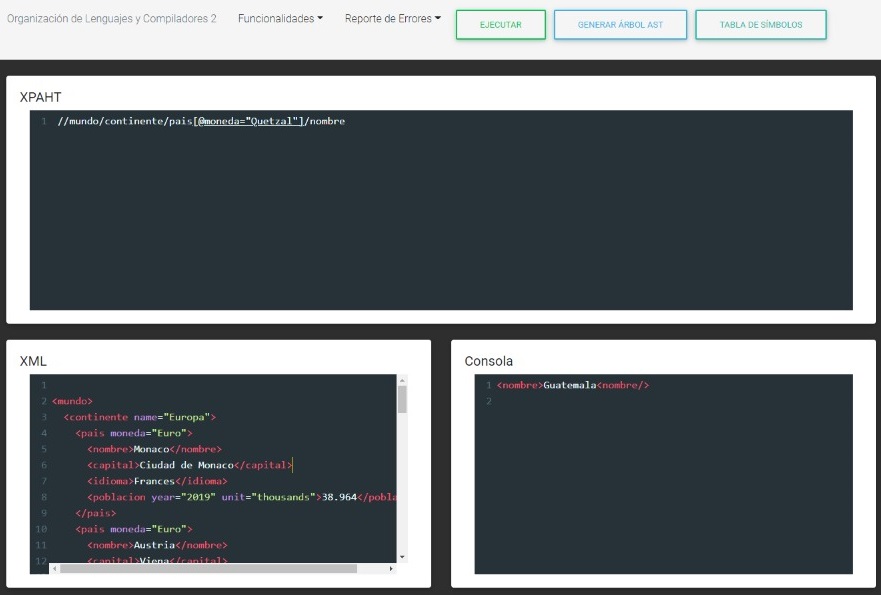 Organización de Lenguajes y Compiladores 2 Funcionalidades Reporte de Errores EJECUTAR GENERAR ÁRBOL AST TABLA DE SÍMBOLOS
XPAHT
1 //mundo/continente/pais[@moneda="Quetzal"]/nombre
XML
1
2 <mundo>
3 <continente name="Europa">
4 <pais moneda="Euro">
5 <nombre>Monaco</nombre>
6 <capital>Ciudad de Monaco</capital>
7 <idioma>Frances</idioma>
8 <poblacion year="2019" unit="thousands">38.964</pobla
9 </pais>
10 <pais moneda="Euro">
11 <nombre>Austria</nombre>
12 <capital>Viena</capital>
Consola
1 <nombre>Guatemala<nombre/>
2